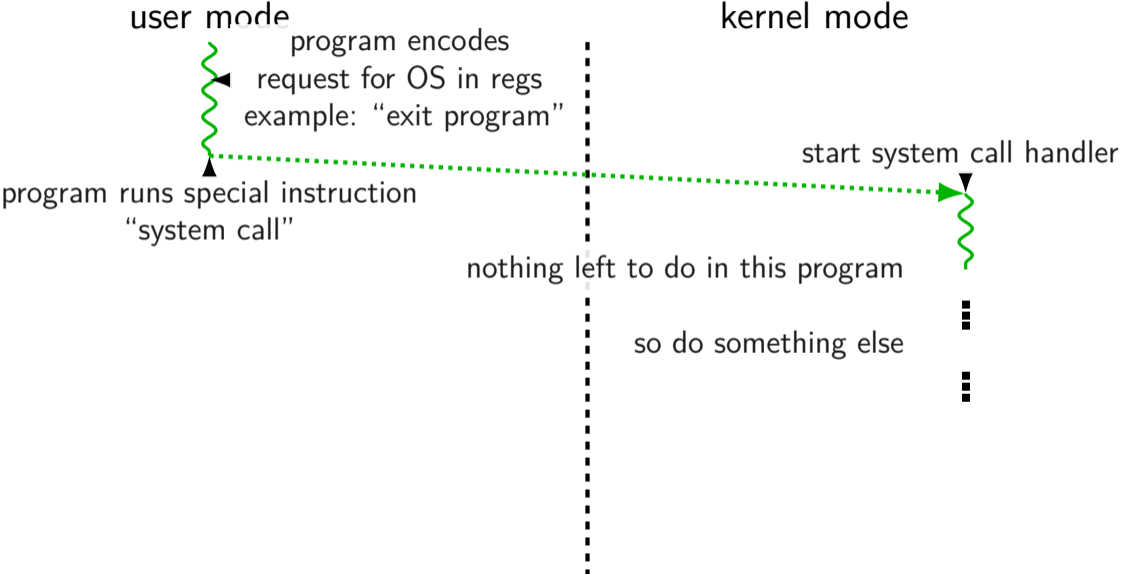 user mode
kernel mode
program encodes
request for OS in regs
example: “exit program”
start system call handler
program runs special instruction
“system call”
nothing left to do in this program
so do something else